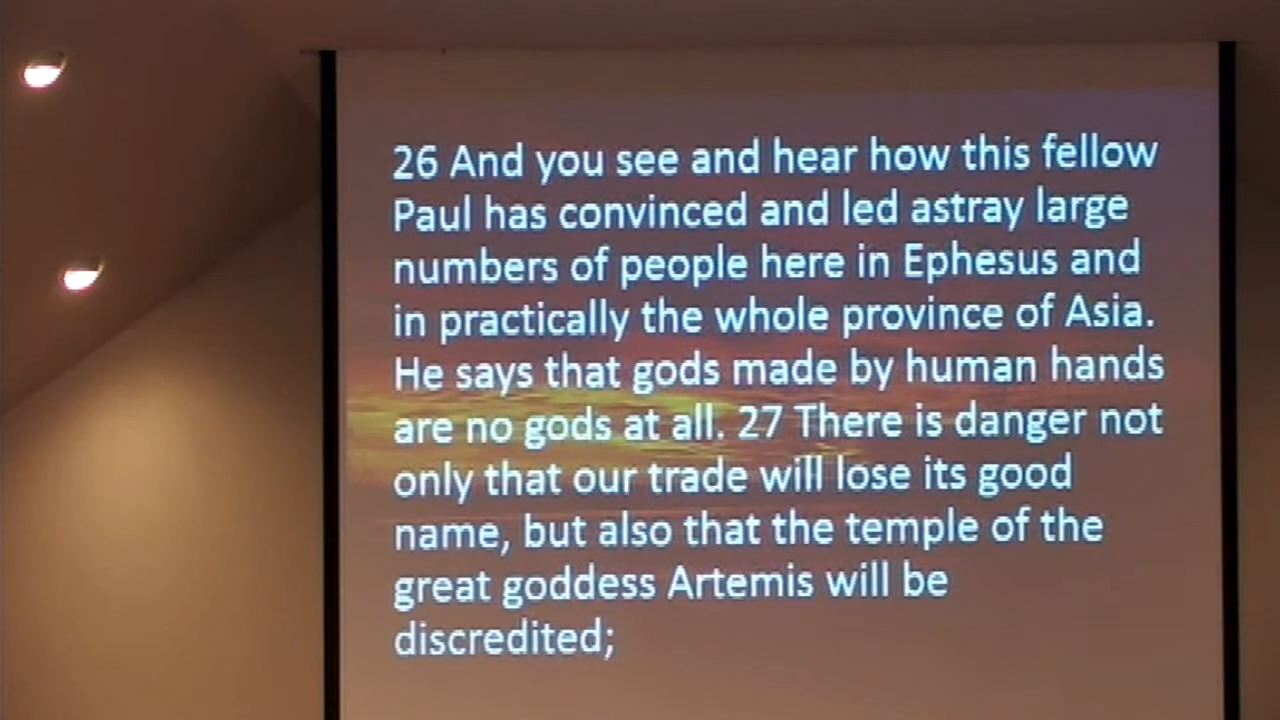 26 And you see and hear how this fellow
Paul has convinced and led astray large
numbers of people here in Ephesus and
in practically the whole province of Asia.
He says that gods made by human hands
are no gods at all. 27 There is danger not
only that our trade will lose its good
name, but also that the temple of the
great goddess Artemis will be
discredited;